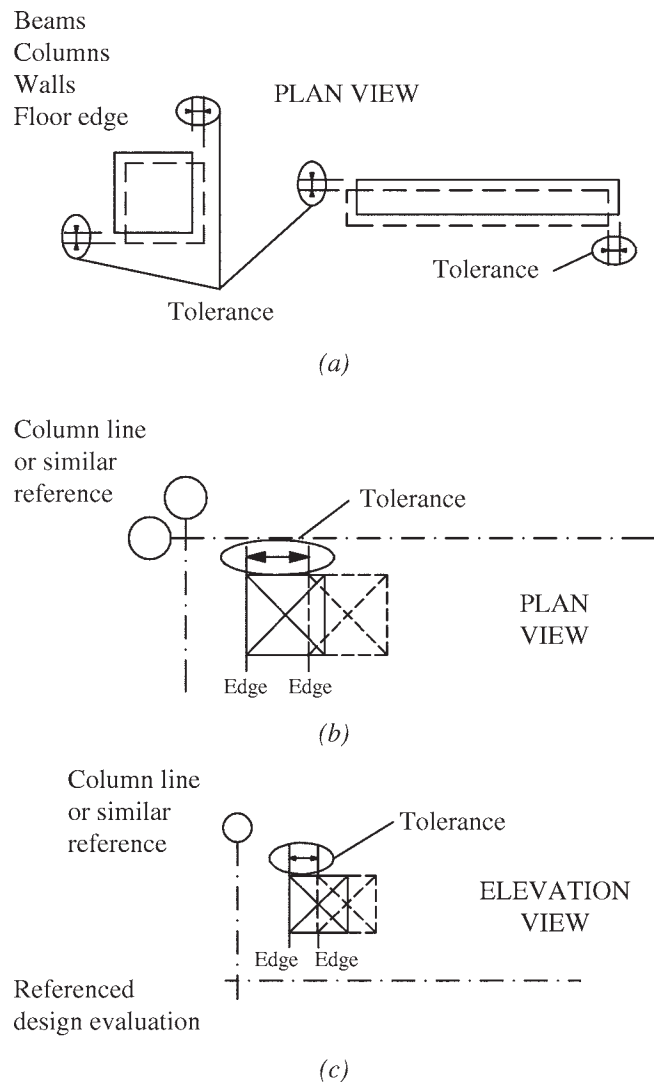 Beams
Columns
Walls
Floor edge
PLAN VIEW
Tolerance
Tolerance
(a)
Column line
or similar
reference
Tolerance
PLAN
VIEW
Edge Edge
(b)
Column line
or similar
reference
Tolerance
ELEVATION
VIEW
Edge Edge
Referenced
design evaluation
(c)